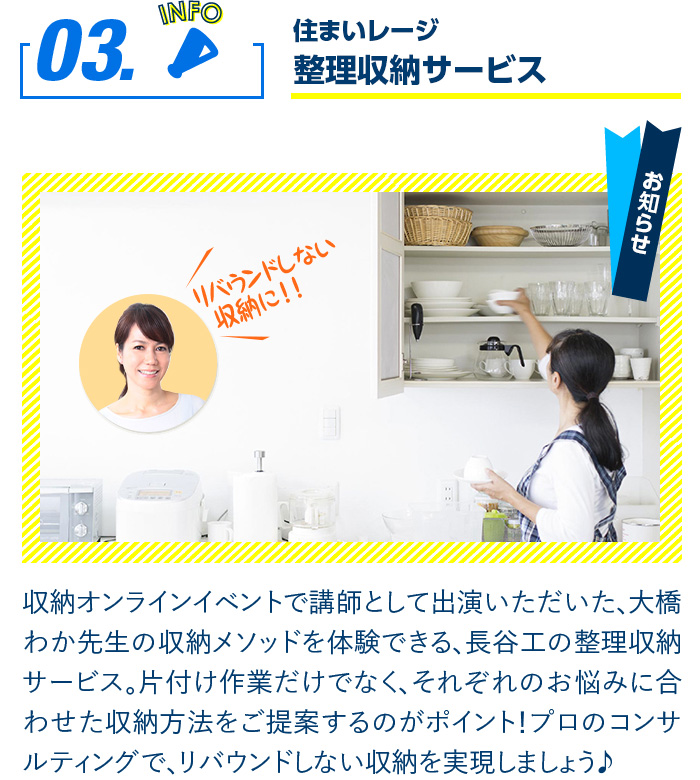 03.
INFO
住まいレージ
整理収納サービス
お知らせ
リバウンドしない
収納に!!
収納オンラインイベントで講師として出演いただいた、大橋
わか先生の収納メソッドを体験できる、長谷工の整理収納
サービス。片付け作業だけでなく、それぞれのお悩みに合
わせた収納方法をご提案するのがポイント!プロのコンサ
ルティングで、リバウンドしない収納を実現しましょう♪